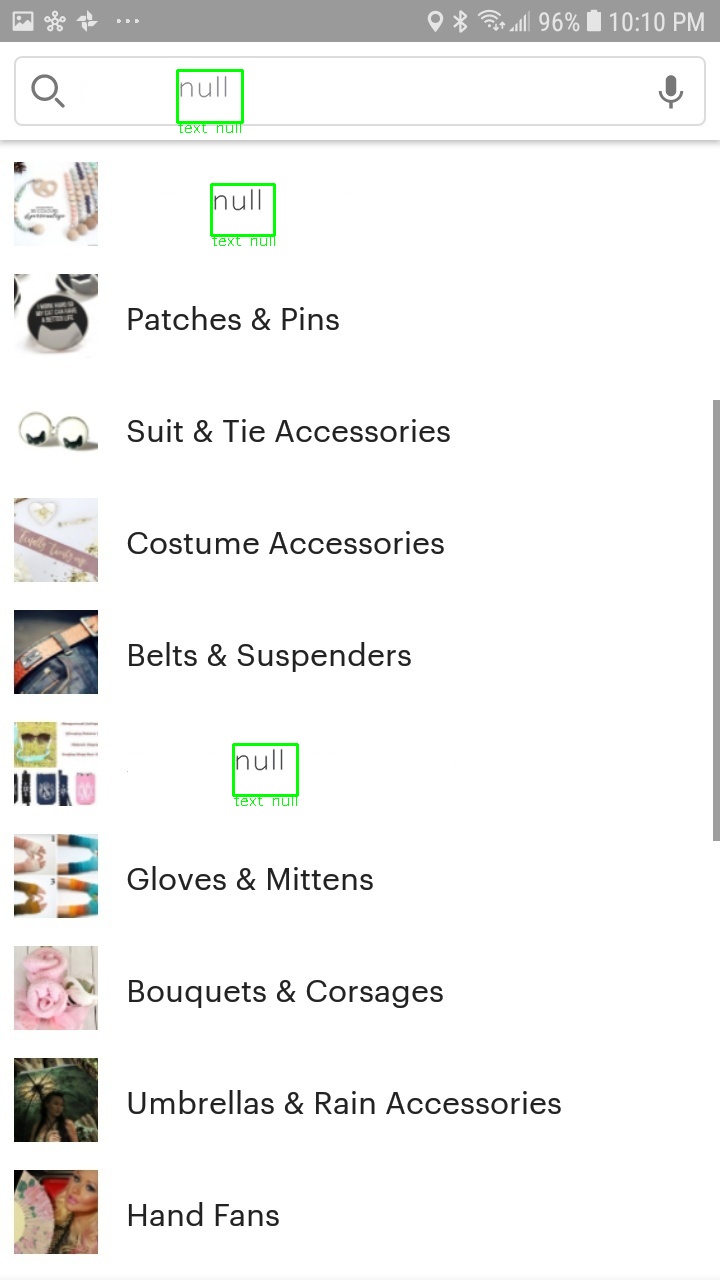 96% 10:10 PM
null
text null
null
text null
Patches & Pins
Suit & Tie Accessories
Costume Accessories
Belts & Suspenders
null
text null
Gloves & Mittens
Bouquets & Corsages
Umbrellas & Rain Accessories
Hand Fans